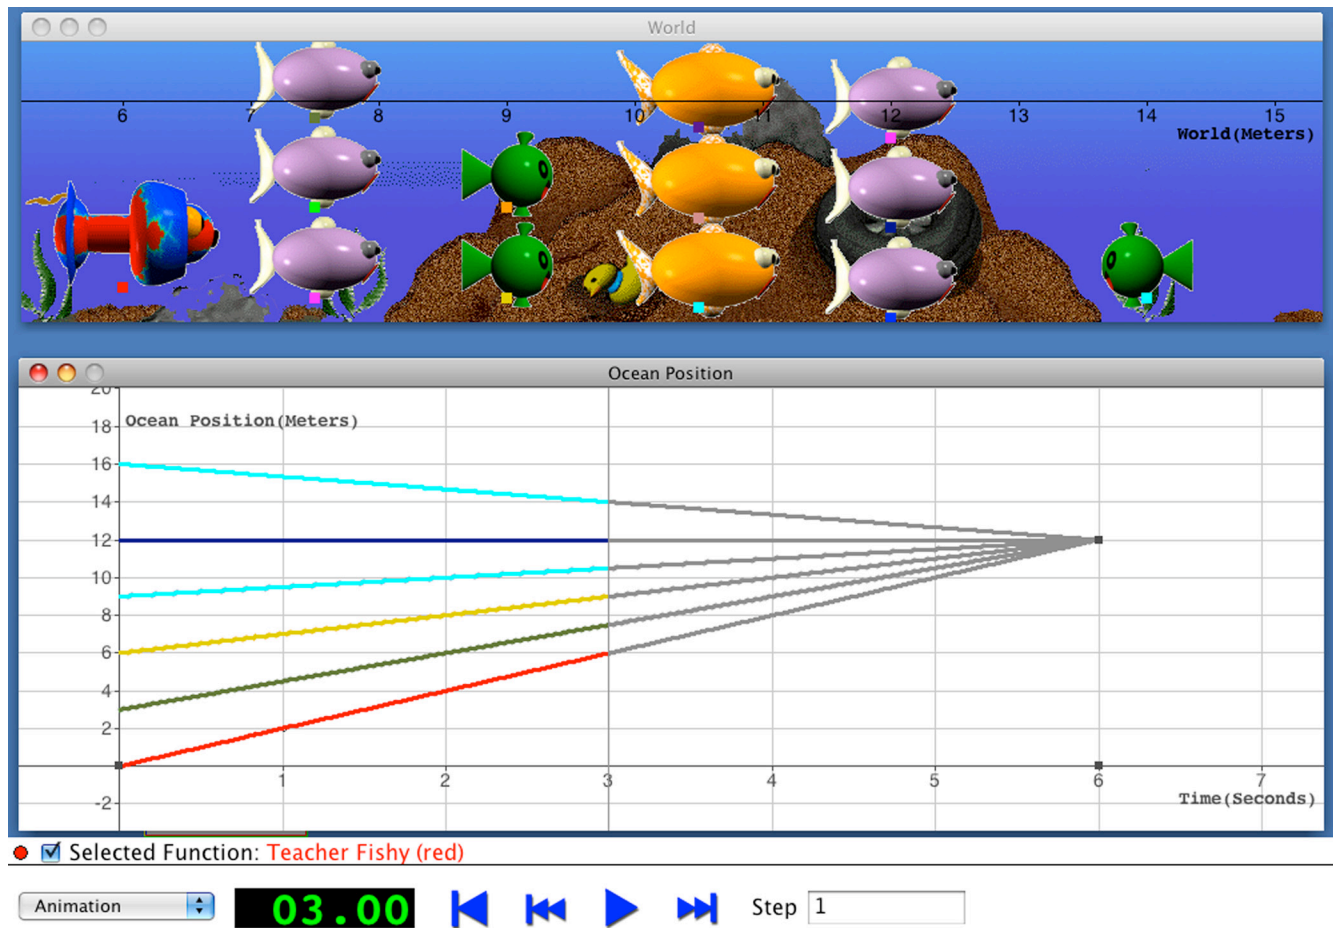 World
6 7 8 9 10 11 12 13 14 15
World(Meters)
Ocean Position
20
Ocean Position(Meters)
18
16
14
12
10
8
6
4
2
1 2 3 4 5 6 7
Time(Seconds)
-2
Selected Function: Teacher Fishy (red)
Animation 03.00 Step 1